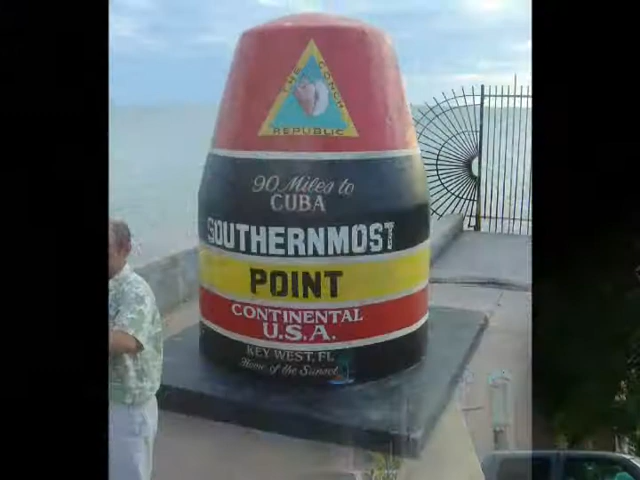 THE CONCH
REPUBLIC
90 Miles to
CUBA
SOUTHERNMOST
POINT
CONTINENTAL
U.S.A.
KEY WEST, FL
Home of the Sunset